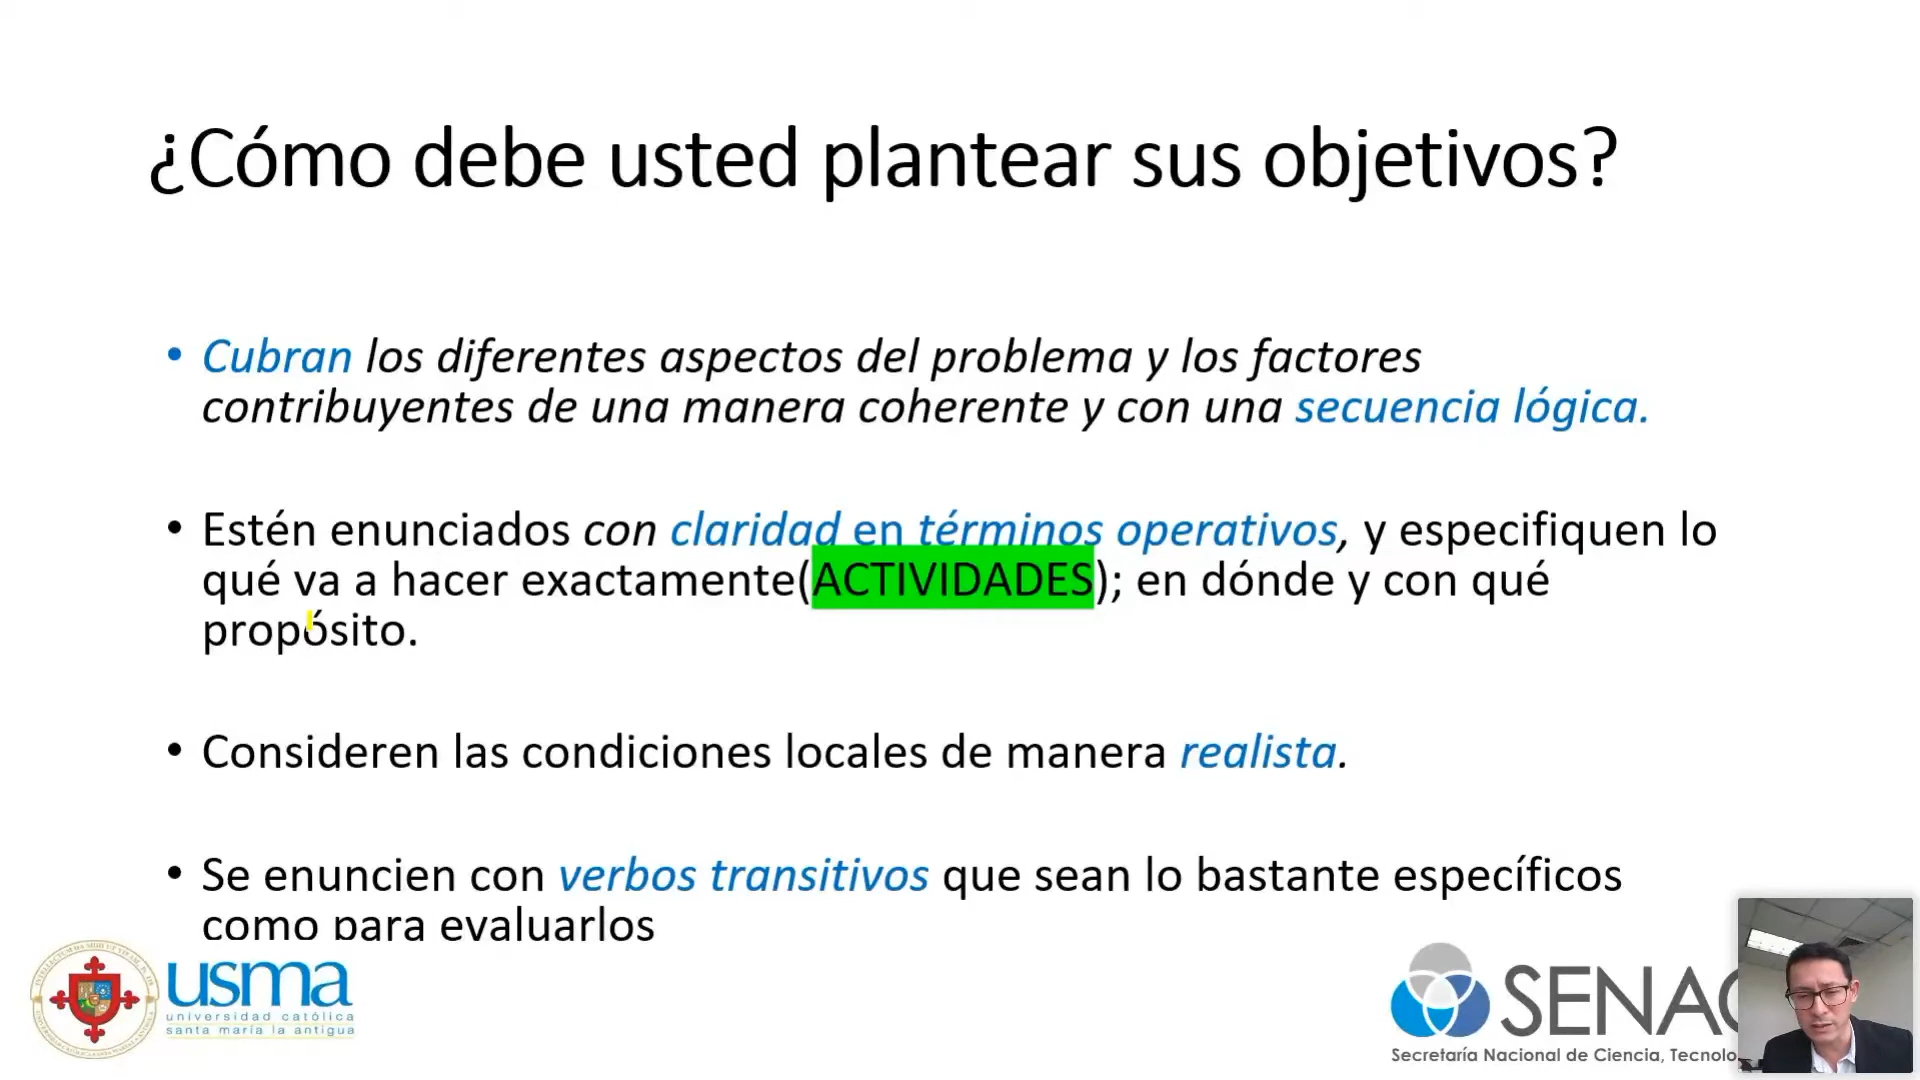 ¿Cómo debe usted plantear sus objetivos?
• Cubran los diferentes aspectos del problema y los factores
contribuyentes de una manera coherente y con una secuencia lógica.
• Estén enunciados con claridad en términos operativos, y especifiquen lo
qué va a hacer exactamente(ACTIVIDADES); en dónde y con qué
propósito.
• Consideren las condiciones locales de manera realista.
• Se enuncien con verbos transitivos que sean lo bastante específicos
como para evaluarlos
usma
universidad católica
santa maría la antigua
SENAC
Secretaría Nacional de Ciencia, Tecnolo